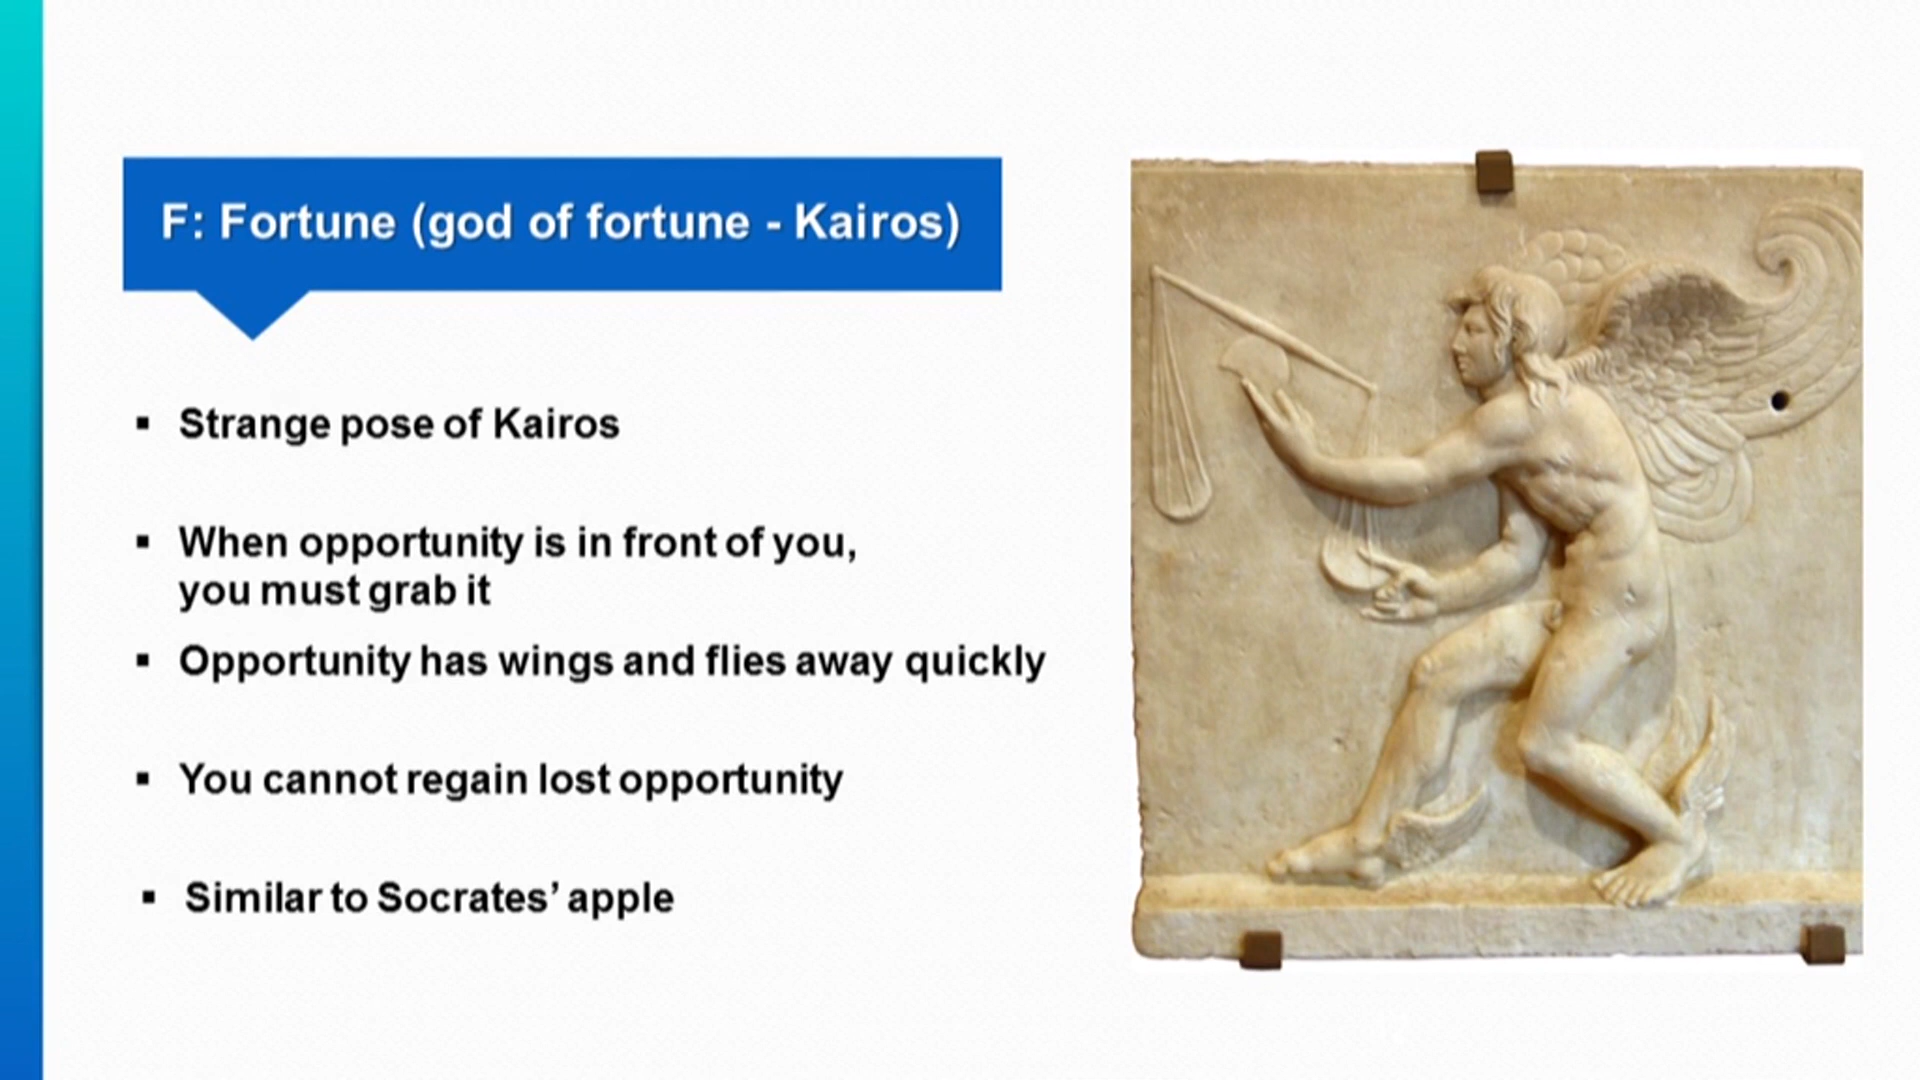 F: Fortune (god of fortune - Kairos)
▪ Strange pose of Kairos
▪ When opportunity is in front of you,
you must grab it
▪ Opportunity has wings and flies away quickly
▪ You cannot regain lost opportunity
▪ Similar to Socrates’ apple